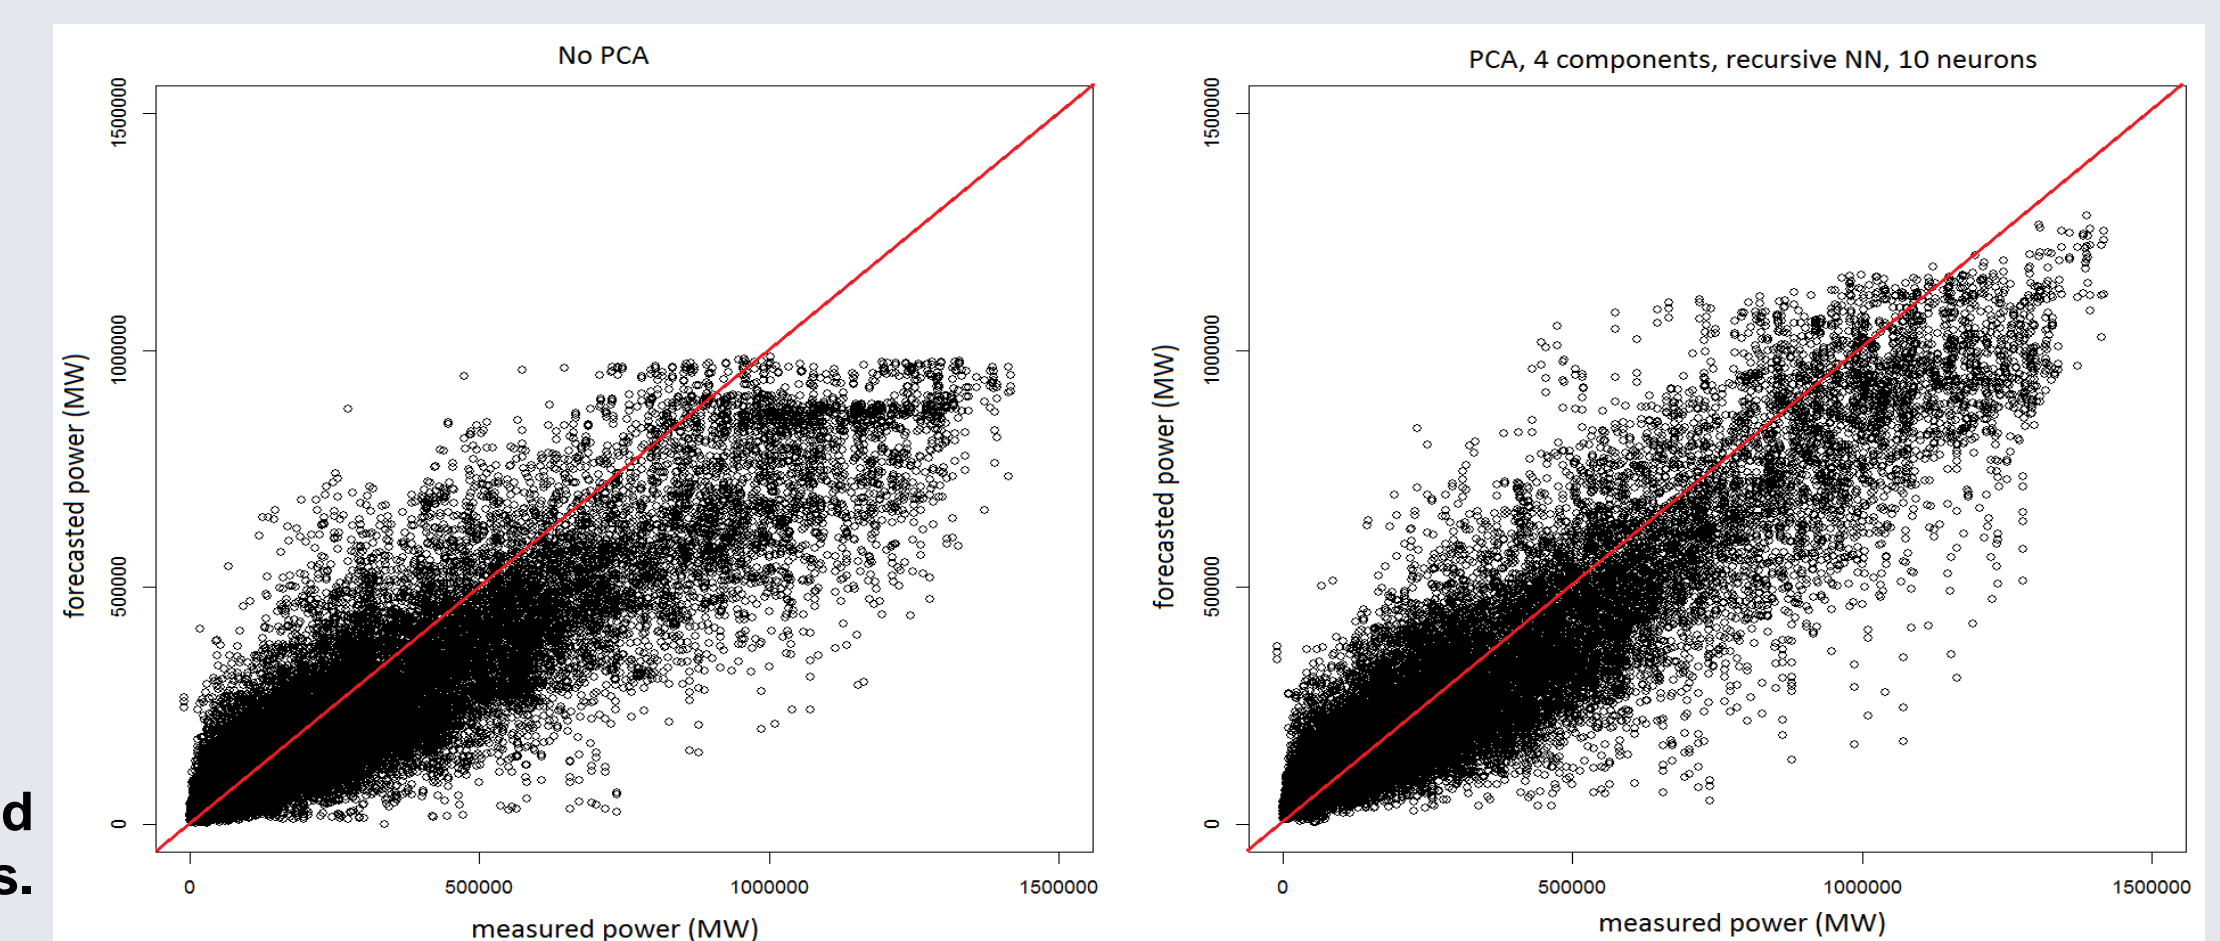 No PCA
1500000
1000000
500000
0
forecasted power (MW)
0 500000 1000000 1500000
measured power (MW)
PCA, 4 components, recursive NN, 10 neurons
1500000
1000000
500000
0
forecasted power (MW)
0 500000 1000000 1500000
measured power (MW)
d
s.